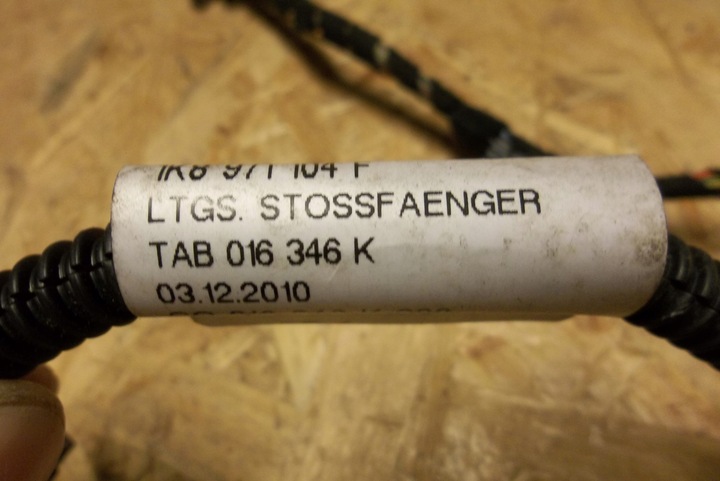 1K8 971 104 F
LTGS. STOSSFAENGER
TAB 016 346 K
03.12.2010